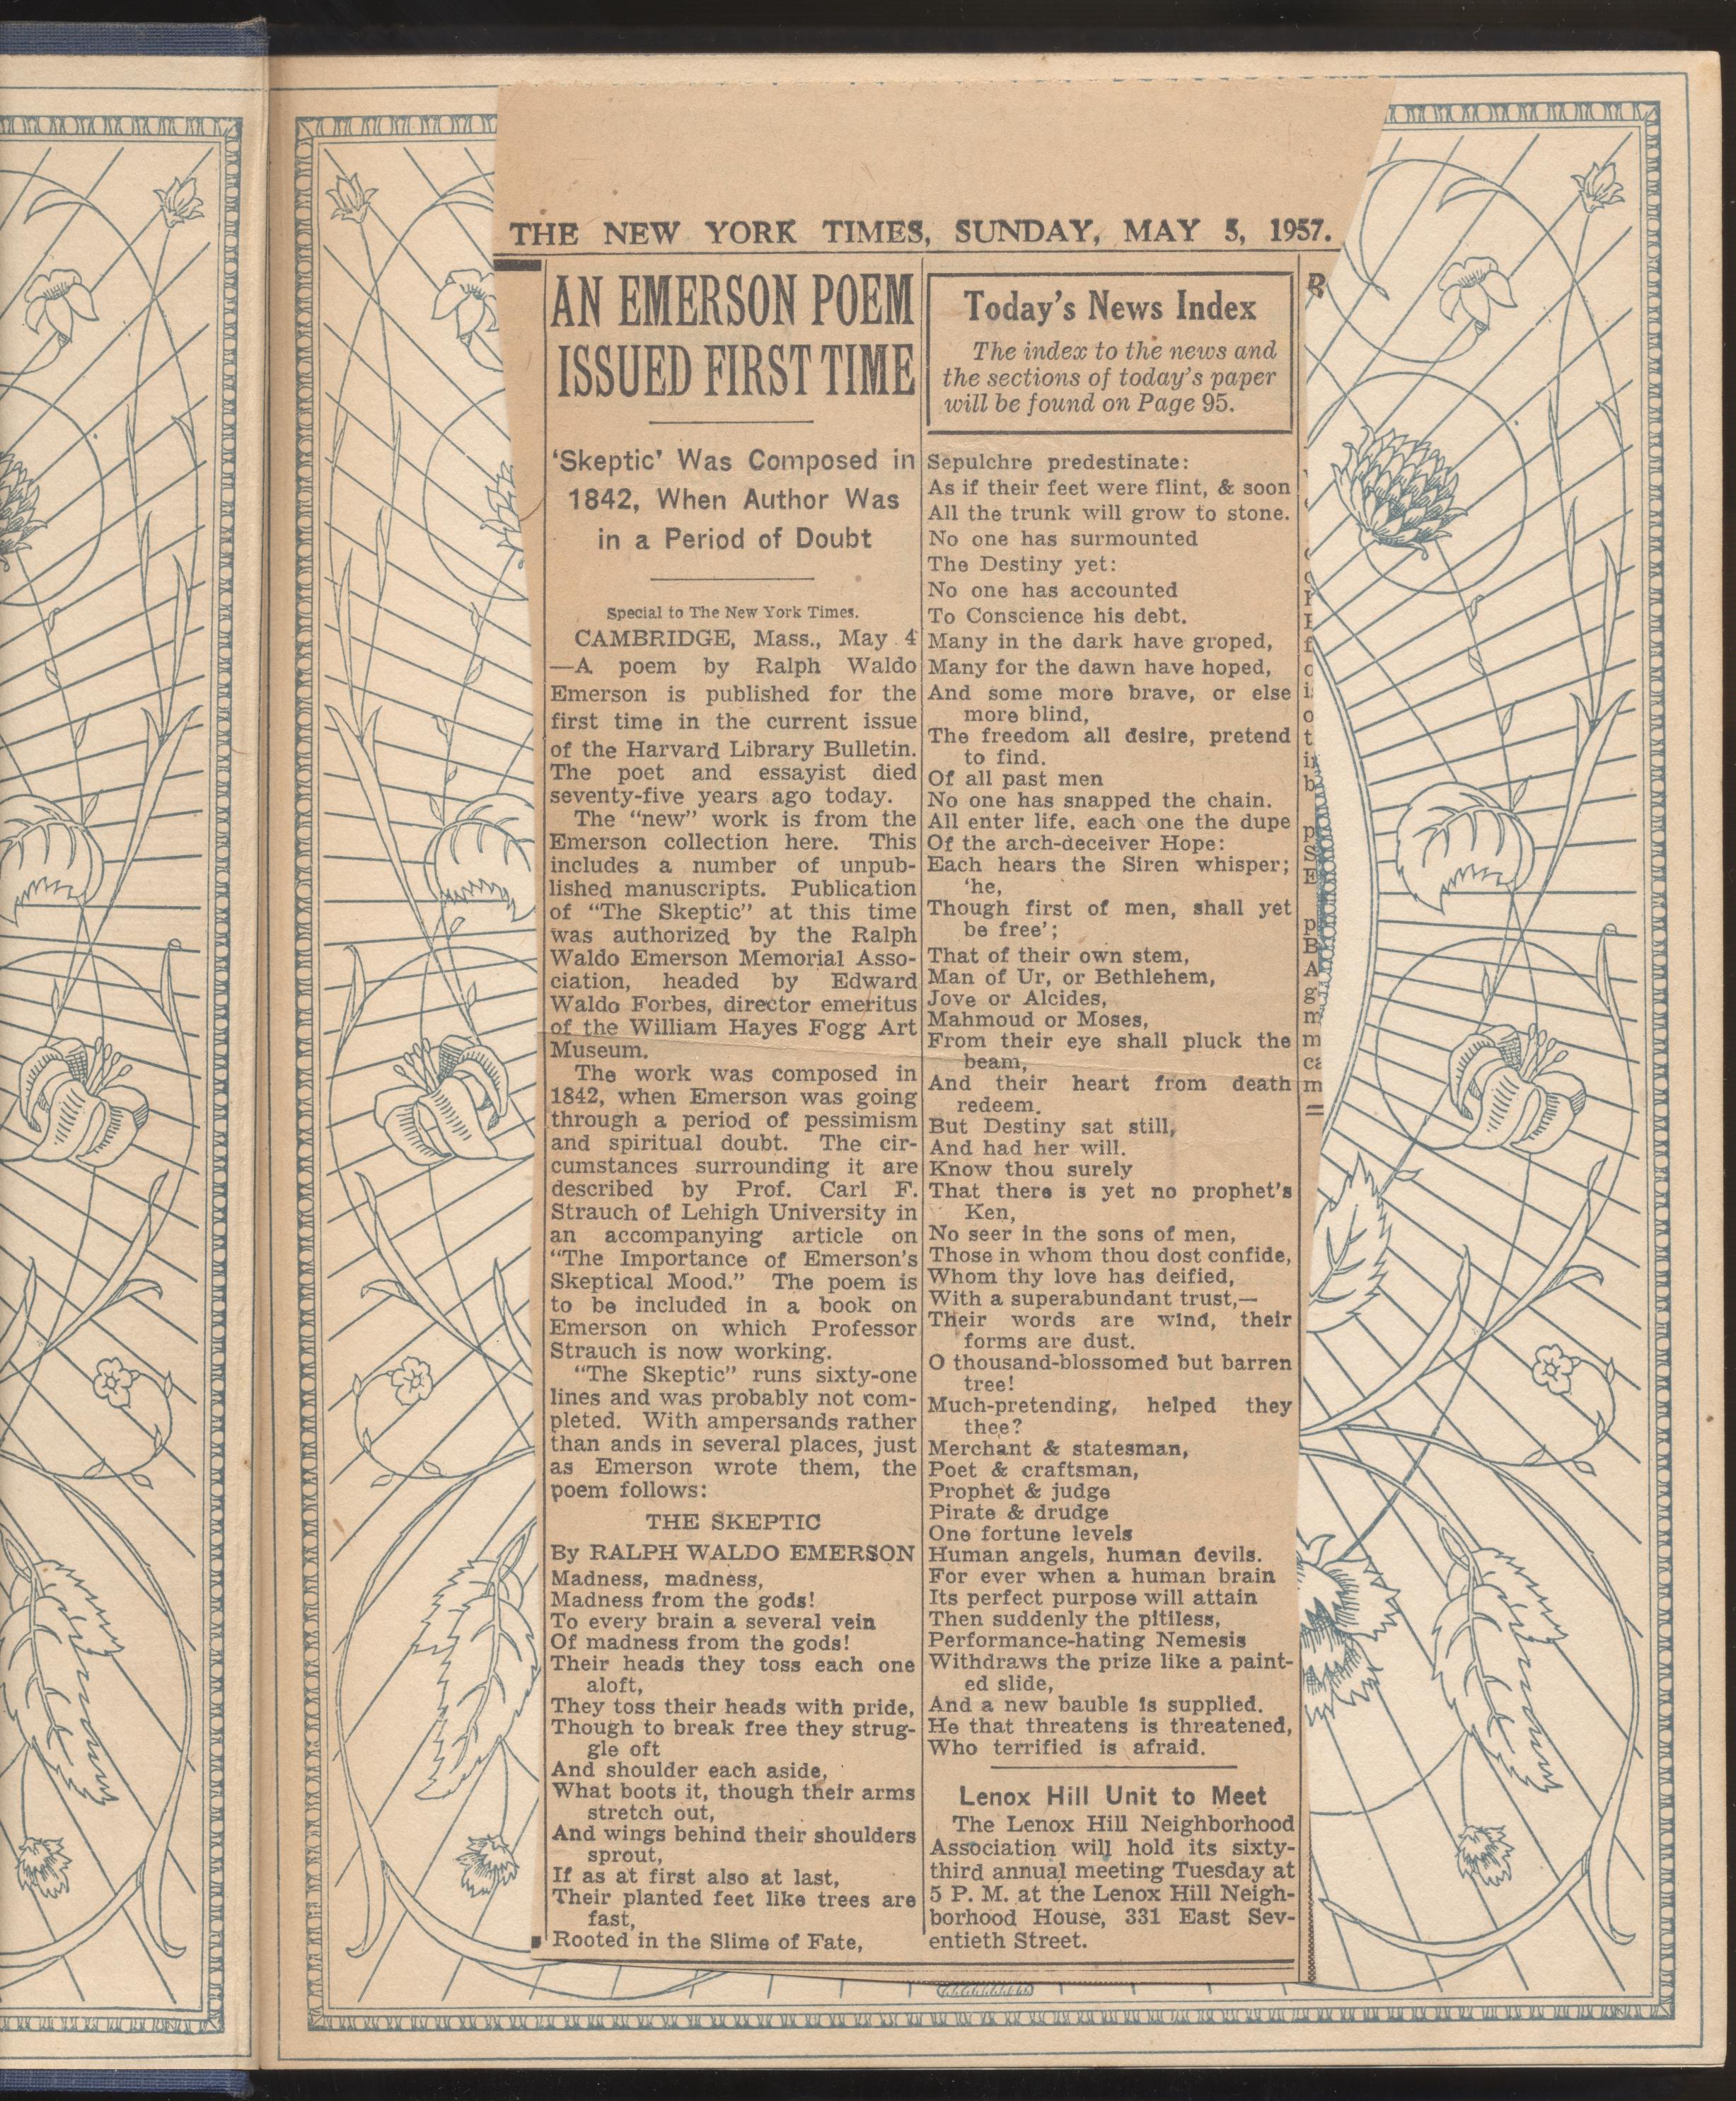 THE NEW YORK TIMES, SUNDAY, MAY 5, 1957.
AN EMERSON POEM
ISSUED FIRST TIME
'Skeptic' Was Composed in
1842, When Author Was
in a Period of Doubt
Special to The New York Times.
CAMBRIDGE, Mass., May 4
—A poem by Ralph Waldo
Emerson is published for the
first time in the current issue
of the Harvard Library Bulletin.
The poet and essayist died
seventy-five years ago today.
The "new" work is from the
Emerson collection here. This
includes a number of unpub-
lished manuscripts. Publication
of "The Skeptic" at this time
was authorized by the Ralph
Waldo Emerson Memorial Asso-
ciation, headed by Edward
Waldo Forbes, director emeritus
of the William Hayes Fogg Art
Museum.
The work was composed in
1842, when Emerson was going
through a period of pessimism
and spiritual doubt. The cir-
cumstances surrounding it are
described by Prof. Carl F.
Strauch of Lehigh University in
an accompanying article on
"The Importance of Emerson's
Skeptical Mood." The poem is
to be included in a book on
Emerson on which Professor
Strauch is now working.
"The Skeptic" runs sixty-one
lines and was probably not com-
pleted. With ampersands rather
than ands in several places, just
as Emerson wrote them, the
poem follows:
THE SKEPTIC
By RALPH WALDO EMERSON
Madness, madness,
Madness from the gods!
To every brain a several vein
Of madness from the gods!
Their heads they toss each one
aloft,
They toss their heads with pride,
Though to break free they strug-
gle oft
And shoulder each aside,
What boots it, though their arms
stretch out,
And wings behind their shoulders
sprout,
If as at first also at last,
Their planted feet like trees are
fast,
Rooted in the Slime of Fate,
Today's News Index
The index to the news and
the sections of today's paper
will be found on Page 95.
Sepulchre predestinate:
As if their feet were flint, & soon
All the trunk will grow to stone.
No one has surmounted
The Destiny yet:
No one has accounted
To Conscience his debt.
Many in the dark have groped,
Many for the dawn have hoped,
And some more brave, or else
more blind,
The freedom all desire, pretend
to find.
Of all past men
No one has snapped the chain.
All enter life, each one the dupe
Of the arch-deceiver Hope:
Each hears the Siren whisper;
'he,
Though first of men, shall yet
be free';
That of their own stem,
Man of Ur, or Bethlehem,
Jove or Alcides,
Mahmoud or Moses,
From their eye shall pluck the
beam,
And their heart from death
redeem.
But Destiny sat still,
And had her will.
Know thou surely
That there is yet no prophet's
Ken,
No seer in the sons of men,
Those in whom thou dost confide,
Whom thy love has deified,
With a superabundant trust,—
Their words are wind, their
forms are dust.
O thousand-blossomed but barren
tree!
Much-pretending, helped they
thee?
Merchant & statesman,
Poet & craftsman,
Prophet & judge
Pirate & drudge
One fortune levels
Human angels, human devils.
For ever when a human brain
Its perfect purpose will attain
Then suddenly the pitiless,
Performance-hating Nemesis
Withdraws the prize like a paint-
ed slide,
And a new bauble is supplied.
He that threatens is threatened,
Who terrified is afraid.
Lenox Hill Unit to Meet
The Lenox Hill Neighborhood
Association will hold its sixty-
third annual meeting Tuesday at
5 P. M. at the Lenox Hill Neigh-
borhood House, 331 East Sev-
entieth Street.